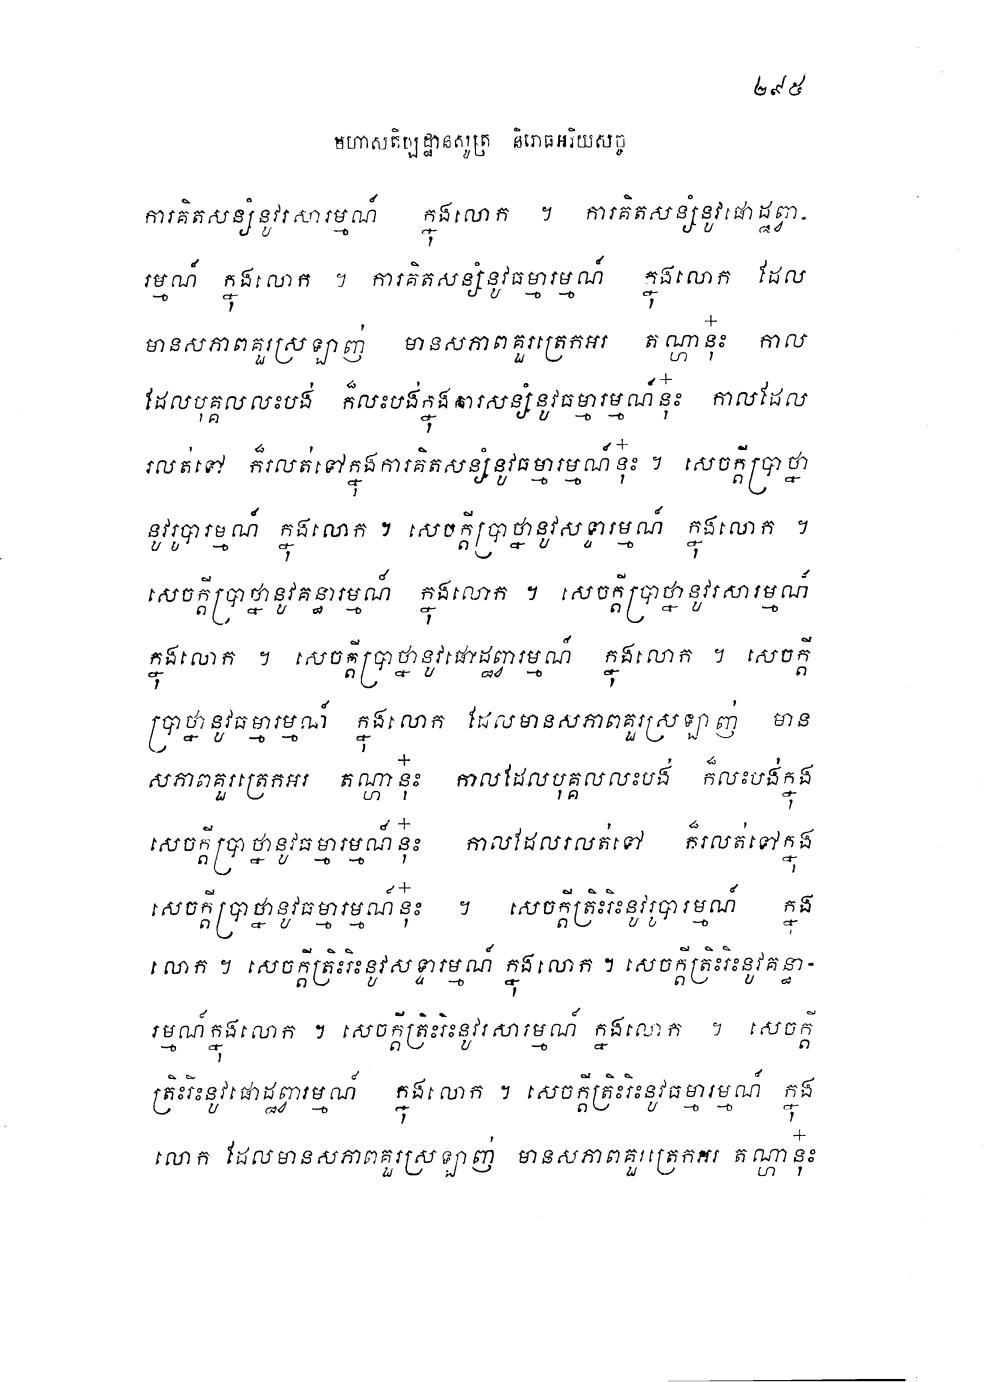 ២៩៥
មហាសតិប្បដ្ឋានសូត្រ និរោធអរិយសច្ច
ការគិតសន្សំនូវរសារម្មណ៍ ក្នុងលោក ។ ការគិតសន្សំនូវផោដ្ឋព្វា-
រម្មណ៍ ក្នុងលោក ។ ការគិតសន្សំនូវធម្មារម្មណ៍ ក្នុងលោក ដែល
មានសភាពគួរស្រឡាញ់ មានសភាពគួរត្រេកអរ តណ្ហានុ៎ះ កាល
ដែលបុគ្គលលះបង់ ក៏លះបង់ក្នុងការសន្សំនូវធម្មារម្មណ៍នុ៎ះ កាលដែល
រលត់ទៅ ក៏រលត់ទៅក្នុងការគិតសន្សំនូវធម្មារម្មណ៍នុ៎ះ ។ សេចក្តីប្រាថ្នា
នូវរូបារម្មណ៍ ក្នុងលោក ។ សេចក្តីប្រាថ្នានូវសទ្ទារម្មណ៍ ក្នុងលោក ។
សេចក្តីប្រាថ្នានូវគន្ធារម្មណ៍ ក្នុងលោក ។ សេចក្តីប្រាថ្នានូវរសារម្មណ៍
ក្នុងលោក ។ សេចក្តីប្រាថ្នានូវផោដ្ឋព្វារម្មណ៍ ក្នុងលោក ។ សេចក្តី
ប្រាថ្នានូវធម្មារម្មណ៍ ក្នុងលោក ដែលមានសភាពគួរស្រឡាញ់ មាន
សភាពគួរត្រេកអរ តណ្ហានុ៎ះ កាលដែលបុគ្គលលះបង់ ក៏លះបង់ក្នុង
សេចក្តីប្រាថ្នានូវធម្មារម្មណ៍នុ៎ះ កាលដែលរលត់ទៅ ក៏រលត់ទៅក្នុង
សេចក្តីប្រាថ្នានូវធម្មារម្មណ៍នុ៎ះ ។ សេចក្តីត្រិះរិះនូវរូបារម្មណ៍ ក្នុង
លោក ។ សេចក្តីត្រិះរិះនូវសទ្ទារម្មណ៍ ក្នុងលោក ។ សេចក្តីត្រិះរិះនូវគន្ធា-
រម្មណ៍ក្នុងលោក ។ សេចក្តីត្រិះរិះនូវរសារម្មណ៍ ក្នុងលោក ។ សេចក្តី
ត្រិះរិះនូវផោដ្ឋព្វារម្មណ៍ ក្នុងលោក ។ សេចក្តីត្រិះរិះនូវធម្មារម្មណ៍ ក្នុង
លោក ដែលមានសភាពគួរស្រឡាញ់ មានសភាពគួរត្រេកអរ តណ្ហានុ៎ះ